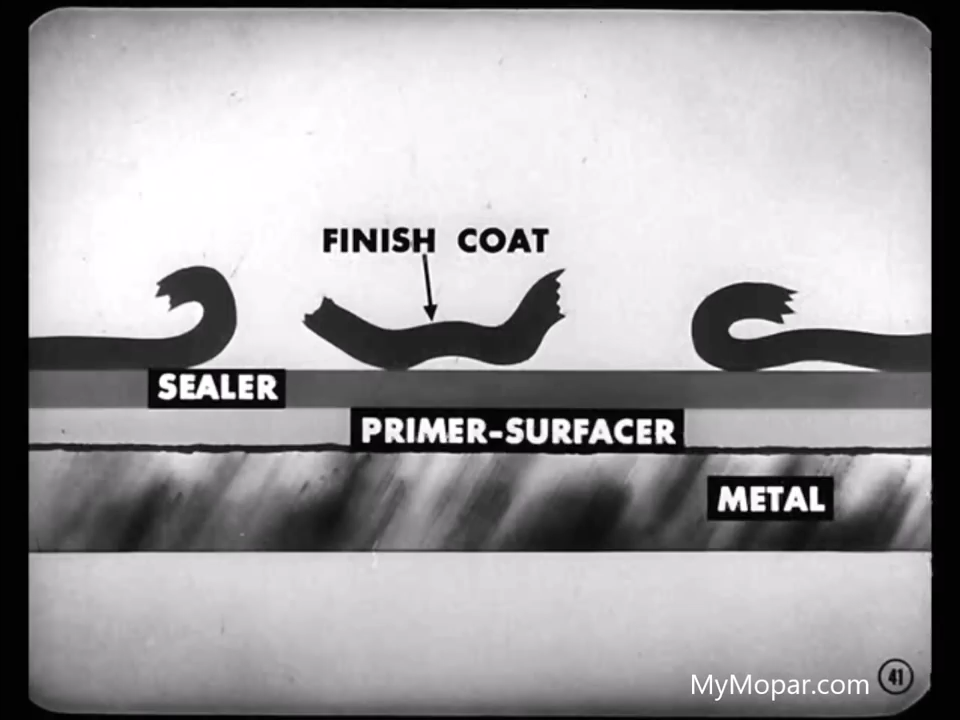 FINISH COAT
SEALER
PRIMER-SURFACER
METAL
41
MyMopar.com